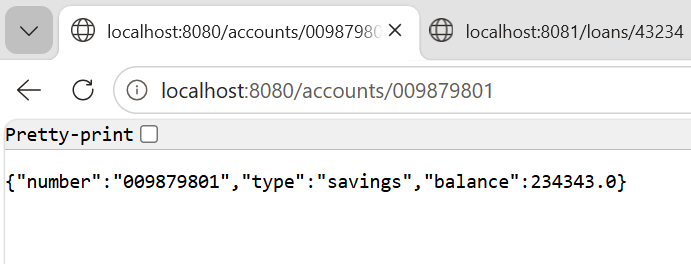 localhost:8080/accounts/00987980
localhost:8081/loans/43234
localhost:8080/accounts/009879801
Pretty-print
{"number":"009879801","type":"savings","balance":234343.0}